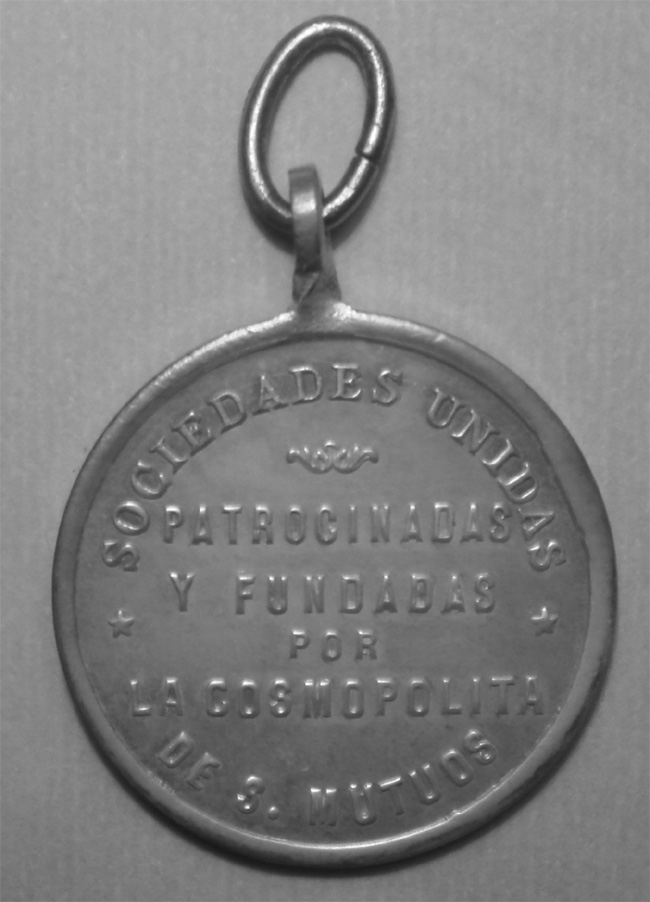 SOCIEDADES UNIDAS
PATROCINADAS
Y FUNDADAS
POR
LA COSMOPOLITA
DE S. MUTUOS